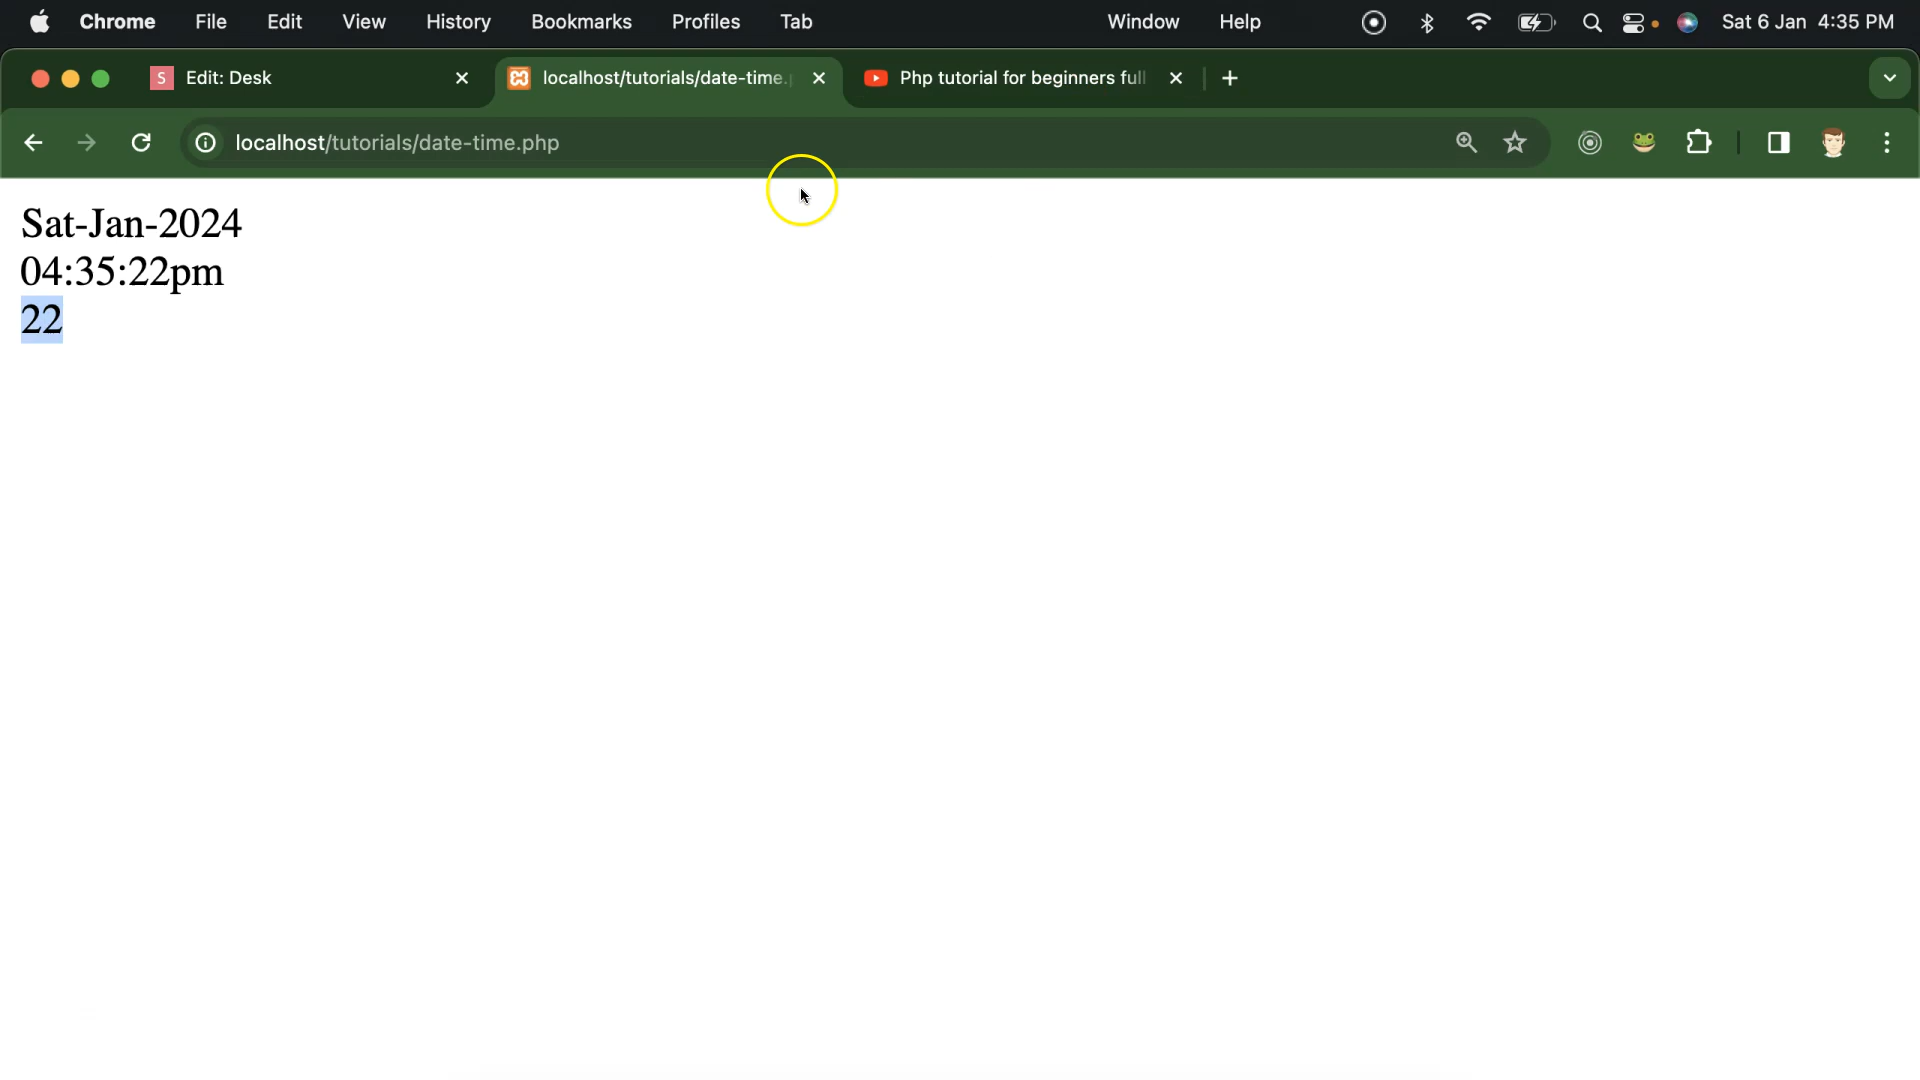 Chrome File Edit View History Bookmarks Profiles Tab Window Help Sat 6 Jan 4:35 PM
S Edit: Desk localhost/tutorials/date-time. Php tutorial for beginners full
localhost/tutorials/date-time.php
Sat-Jan-2024
04:35:22pm
22